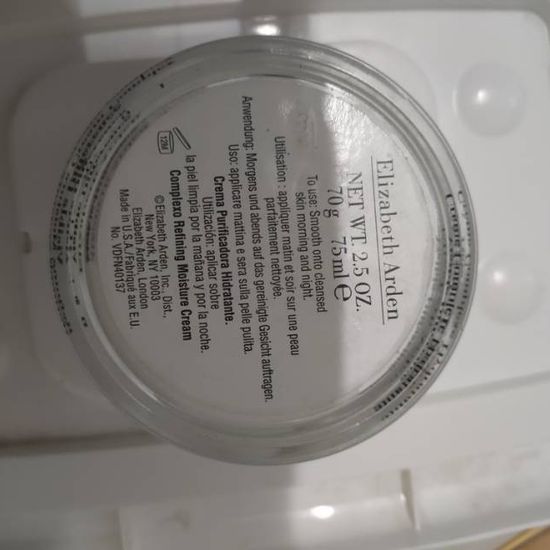 Elizabeth Arden
NET WT. 2.5 OZ.
70g 75ml e
To use: Smooth onto cleansed
skin morning and night.
Utilisation : appliquer matin et soir sur une peau
parfaitement nettoyée.
Anwendung: Morgens und abends auf das gereinigte Gesicht auftragen.
Uso: applicare mattina e sera sulla pelle pulita.
Crema Purificadora Hidratante.
Utilización: aplicar sobre
la piel limpia por la mañana y por la noche.
Complexo Refining Moisture Cream
12M
©Elizabeth Arden, Inc., Dist.,
New York, NY 10003
Elizabeth Arden London
Made in U.S.A./Fabriqué aux E.U.
No. VDFN40137